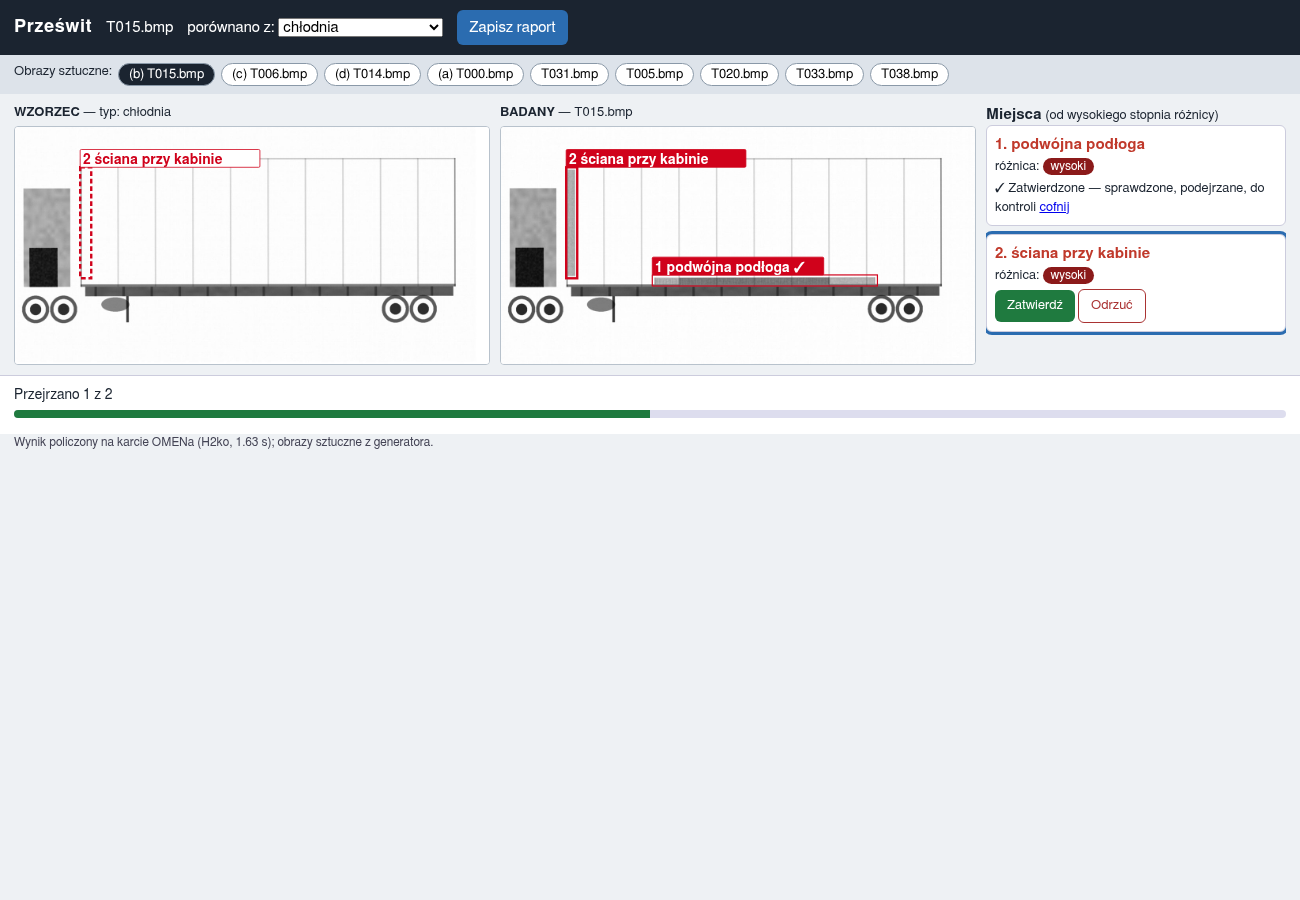 Prześwit T015.bmp porównano z: chłodnia Zapisz raport
Obrazy sztuczne: (b) T015.bmp (c) T006.bmp (d) T014.bmp (a) T000.bmp T031.bmp T005.bmp T020.bmp T033.bmp T038.bmp
WZORZEC — typ: chłodnia
2 ściana przy kabinie
BADANY — T015.bmp
2 ściana przy kabinie
1 podwójna podłoga ✓
Miejsca (od wysokiego stopnia różnicy)
1. podwójna podłoga
różnica: wysoki
✓ Zatwierdzone — sprawdzone, podejrzane, do
kontroli cofnij
2. ściana przy kabinie
różnica: wysoki
Zatwierdź Odrzuć
Przejrzano 1 z 2
Wynik policzony na karcie OMENa (H2ko, 1.63 s); obrazy sztuczne z generatora.